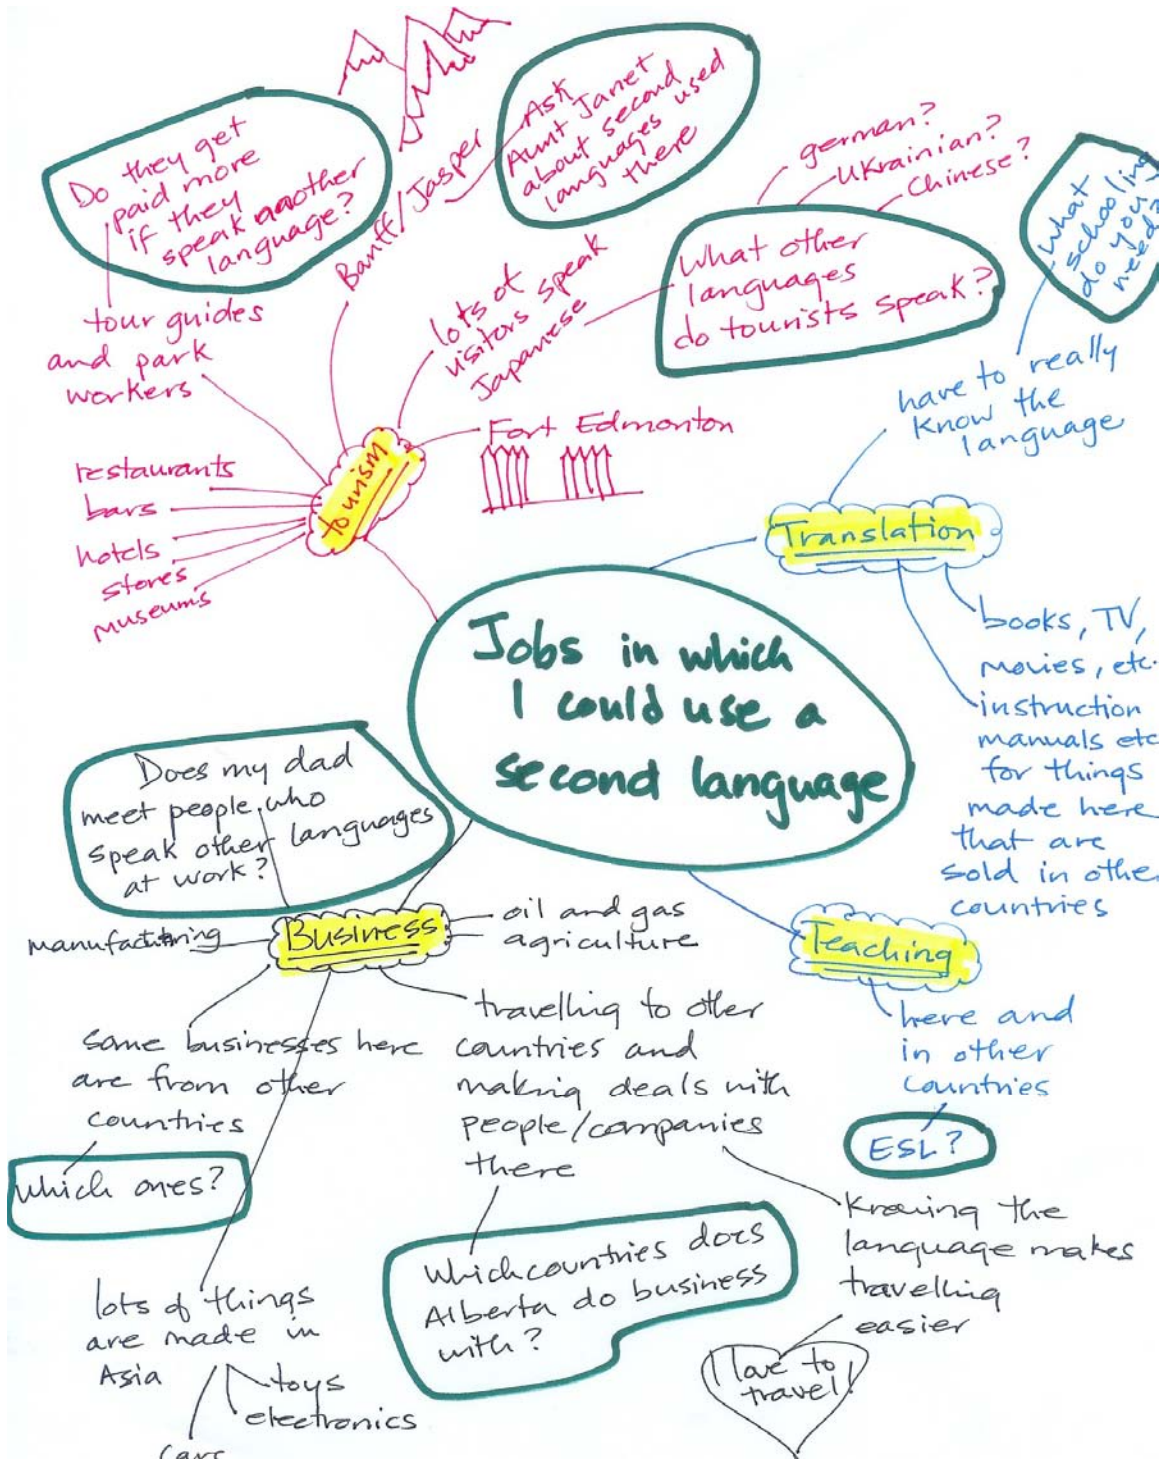 Do they get
paid more
if they
speak another
language?
tour guides
and park
workers
Banff/Jasper
Ask
Aunt Janet
about second
languages used
there
lots of
visitors speak
Japanese
What other
languages
do tourists speak?
german?
Ukrainian?
Chinese?
restaurants
bars
hotels
stores
museums
tourism
Fort Edmonton
what
schooling
do you
need?
have to really
know the
language
Translation
books, TV,
movies, etc.
instruction
manuals etc
for things
made here
that are
sold in other
countries
Jobs in which
I could use a
second language
Does my dad
meet people who
speak other languages
at work?
manufacturing
Business
oil and gas
agriculture
Teaching
here and
in other
countries
ESL?
some businesses here
are from other
countries
which ones?
travelling to other
countries and
making deals with
people/companies
there
Which countries does
Alberta do business
with?
Knowing the
language makes
travelling
easier
I love to
travel!
lots of things
are made in
Asia
toys
electronics
cars